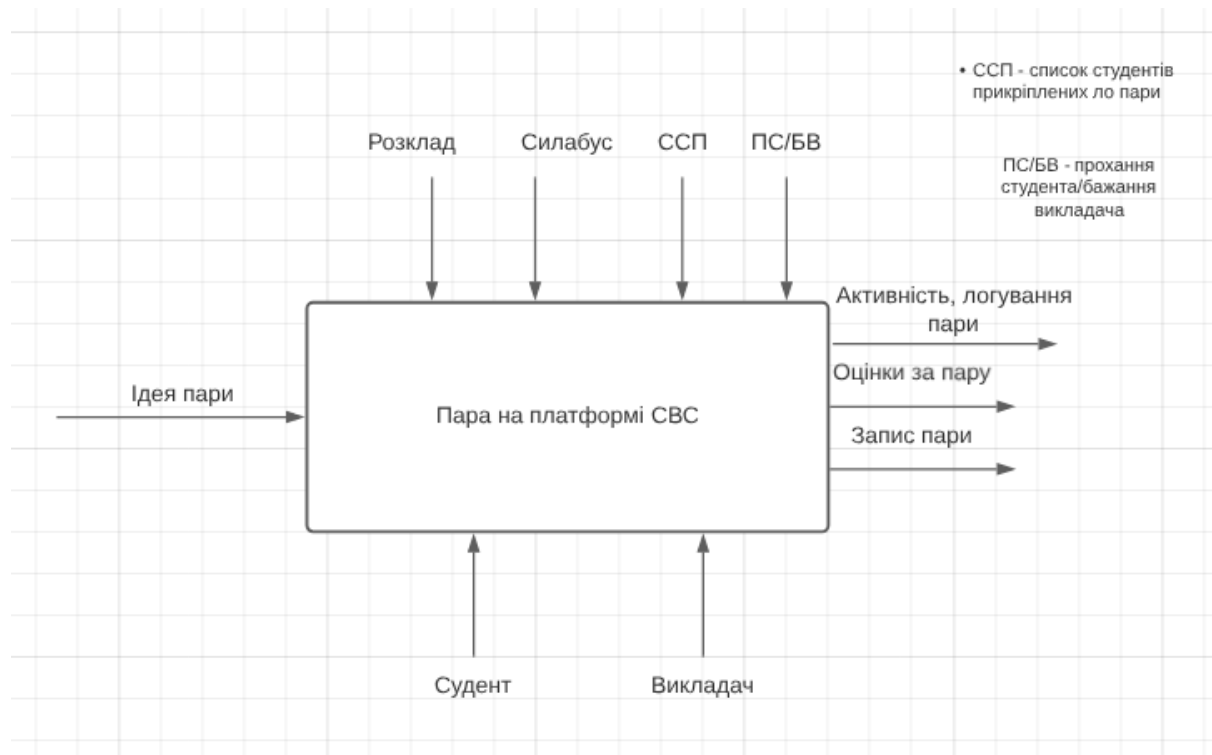 • ССП - список студентів
прикріплених ло пари
Розклад
Силабус
ССП
ПС/БВ
ПС/БВ - прохання
студента/бажання
викладача
Активність, логування
пари
Оцінки за пару
Ідея пари
Пара на платформі СВС
Запис пари
Судент
Викладач